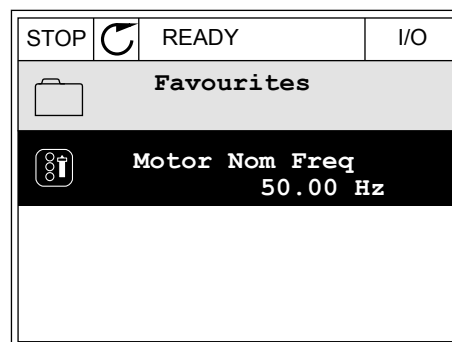 STOP READY I/O
Favourites
Motor Nom Freq
50.00 Hz